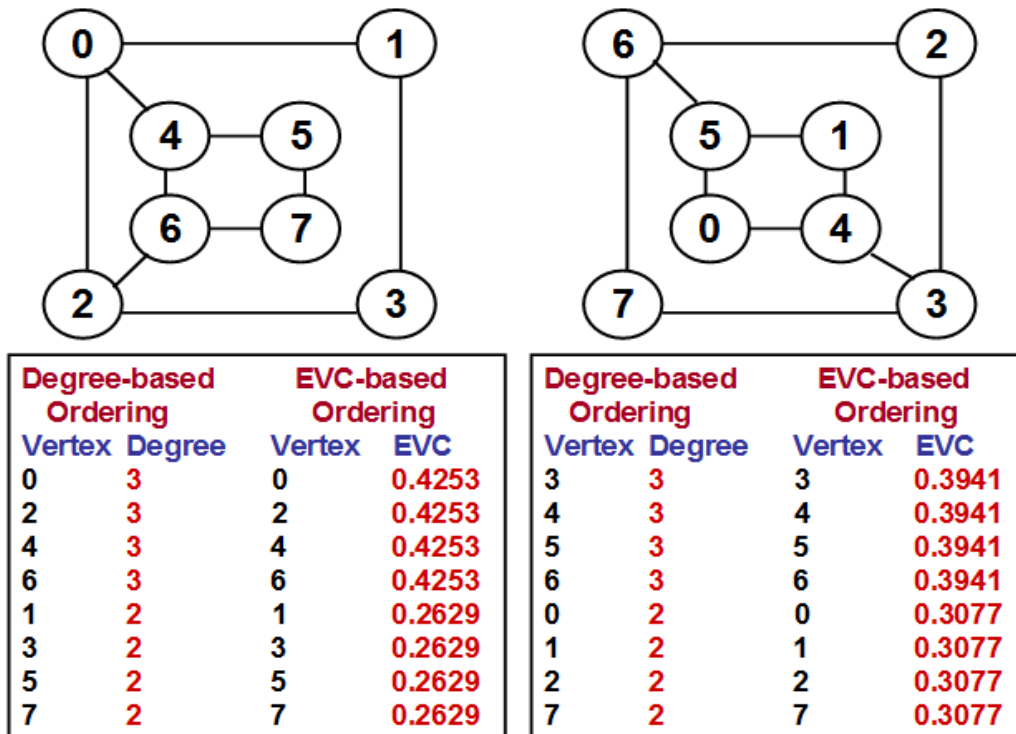 0 1 6 2
4 5 5 1
6 7 0 4
2 3 7 3
Degree-based EVC-based Degree-based EVC-based
Ordering Ordering Ordering Ordering
Vertex Degree Vertex EVC Vertex Degree Vertex EVC
0 3 0 0.4253 3 3 3 0.3941
2 3 2 0.4253 4 3 4 0.3941
4 3 4 0.4253 5 3 5 0.3941
6 3 6 0.4253 6 3 6 0.3941
1 2 1 0.2629 0 2 0 0.3077
3 2 3 0.2629 1 2 1 0.3077
5 2 5 0.2629 2 2 2 0.3077
7 2 7 0.2629 7 2 7 0.3077